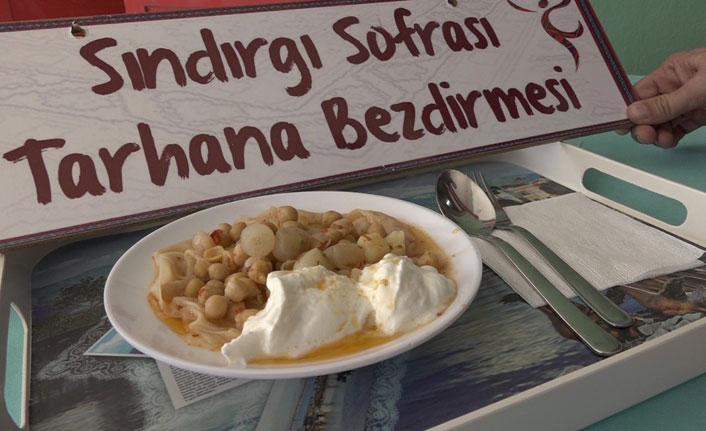 Sındırgı Sofrası
Tarhana Bezdirmesi